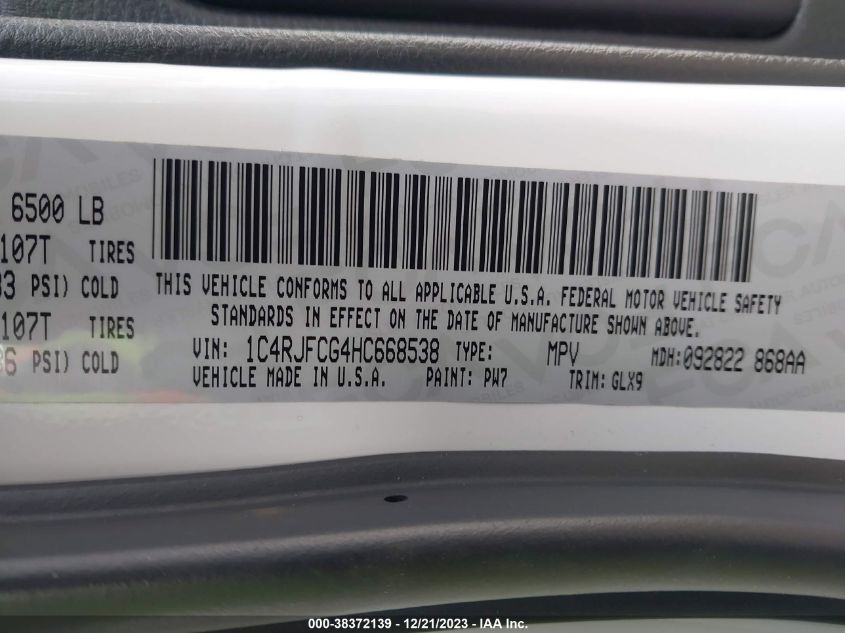 6500 LB
107T TIRES
PSI) COLD
107T TIRES
PSI) COLD
THIS VEHICLE CONFORMS TO ALL APPLICABLE U.S.A. FEDERAL MOTOR VEHICLE SAFETY
STANDARDS IN EFFECT ON THE DATE OF MANUFACTURE SHOWN ABOVE.
VIN: 1C4RJFCG4HC668538 TYPE: MPV MDH:092822 868AA
VEHICLE MADE IN U.S.A. PAINT: PW7 TRIM: GLX9
000-38372139 - 12/21/2023 - IAA Inc.